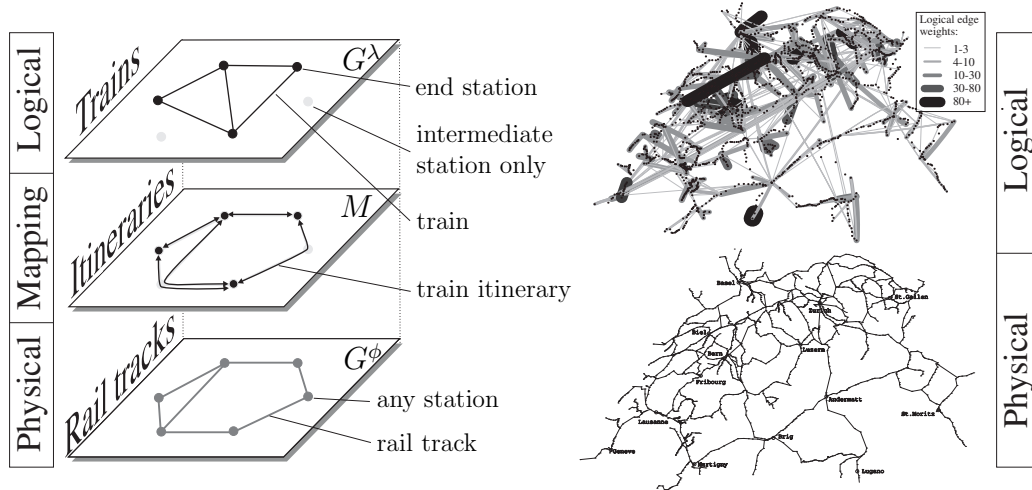 Logical
Mapping
Physical
Trains
Itineraries
Rail tracks
G^λ
M
G^ϕ
end station
intermediate
station only
train
train itinerary
any station
rail track
Logical edge
weights:
1-3
4-10
10-30
30-80
80+
Logical
Physical
Basel
St.Gallen
Zurich
Biel
Bern
Luzern
Fribourg
Andermatt
St.Moritz
Lausanne
Brig
Geneve
Martigny
Lugano